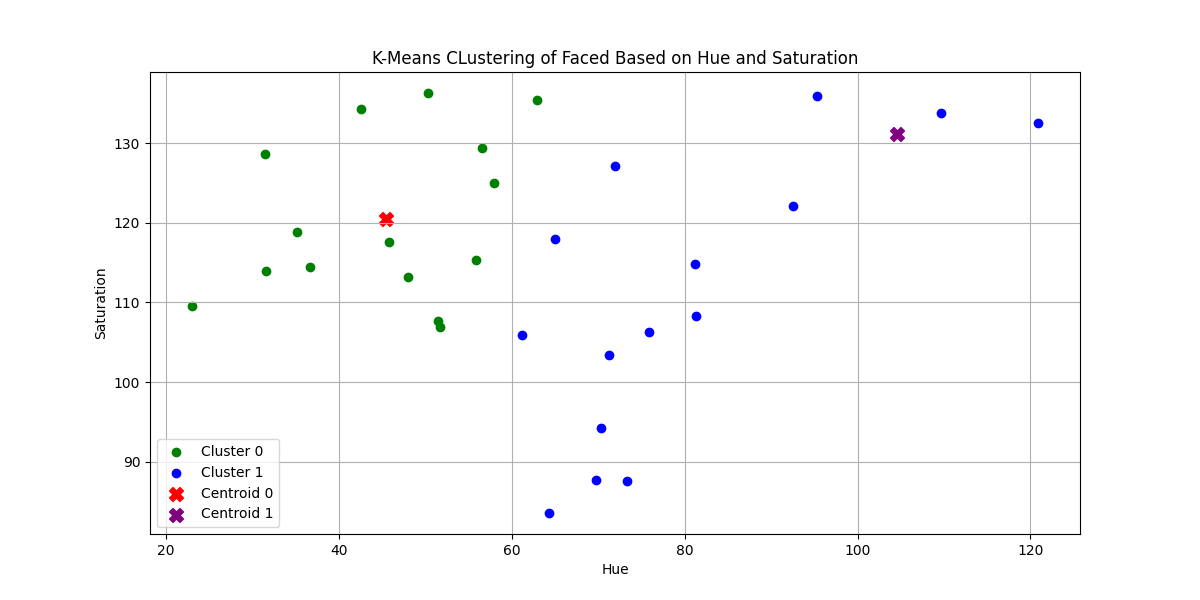 K-Means CLustering of Faced Based on Hue and Saturation
130
120
110
100
90
Saturation
Cluster 0
Cluster 1
Centroid 0
Centroid 1
20 40 60 80 100 120
Hue